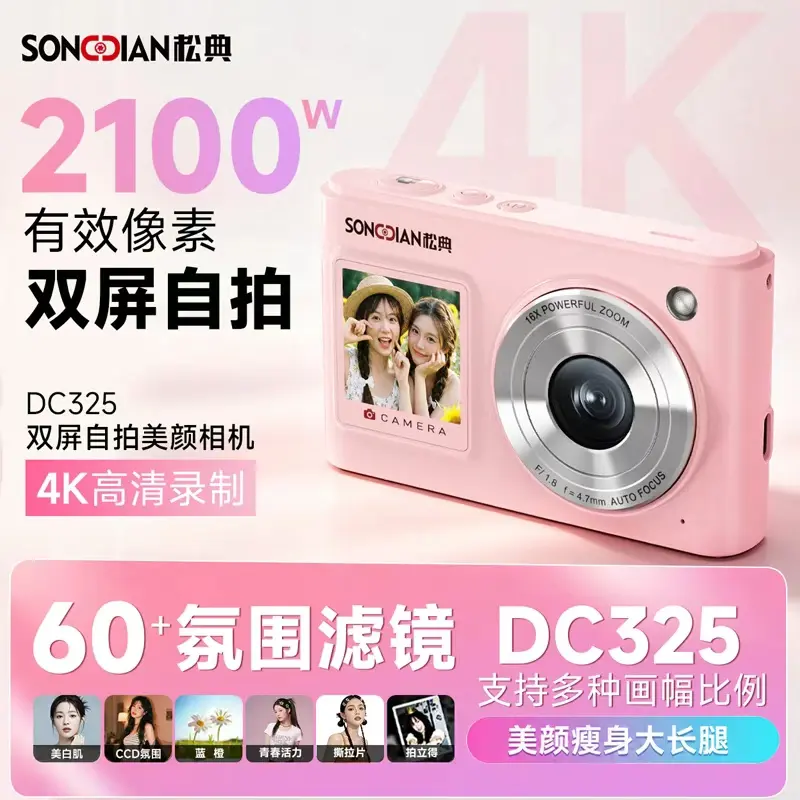 SONGDIAN松典
4K
2100W
有效像素
双屏自拍
DC325
双屏自拍美颜相机
4K高清录制
SONGDIAN松典
CAMERA
16X POWERFUL ZOOM
F/1.8 f=4.7mm AUTO FOCUS
60+氛围滤镜
美白肌
CCD氛围
蓝橙
青春活力
撕拉片
拍立得
DC325
支持多种画幅比例
美颜瘦身大长腿